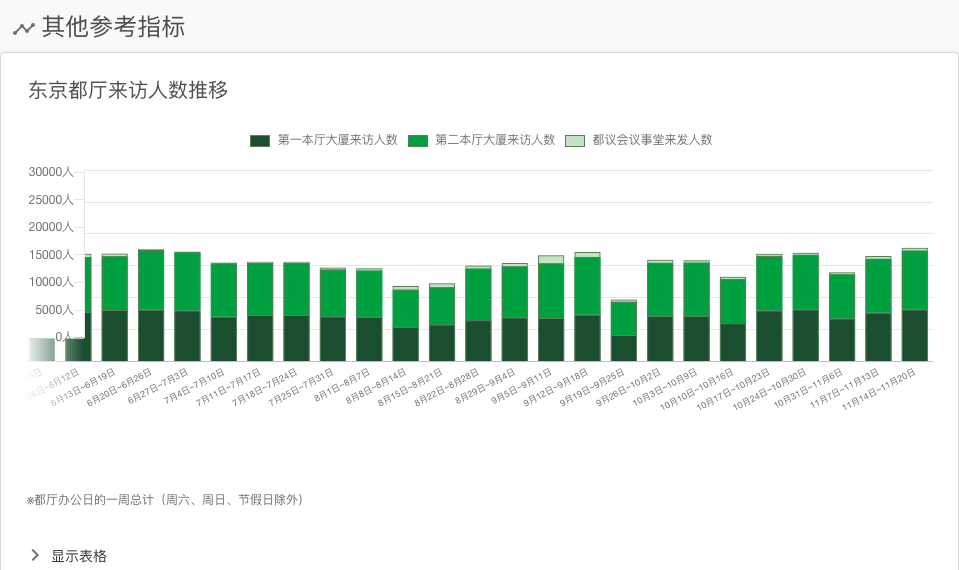 其他参考指标
东京都厅来访人数推移
第一本厅大厦来访人数 第二本厅大厦来访人数 都议会议事堂来发人数
30000人
25000人
20000人
15000人
10000人
5000人
0人
6月12日
6月13日~6月19日
6月20日~6月26日
6月27日~7月3日
7月4日~7月10日
7月11日~7月17日
7月18日~7月24日
7月25日~7月31日
8月1日~8月7日
8月8日~8月14日
8月15日~8月21日
8月22日~8月28日
8月29日~9月4日
9月5日~9月11日
9月12日~9月18日
9月19日~9月25日
9月26日~10月2日
10月3日~10月9日
10月10日~10月16日
10月17日~10月23日
10月24日~10月30日
10月31日~11月6日
11月7日~11月13日
11月14日~11月20日
※都厅办公日的一周总计（周六、周日、节假日除外）
显示表格